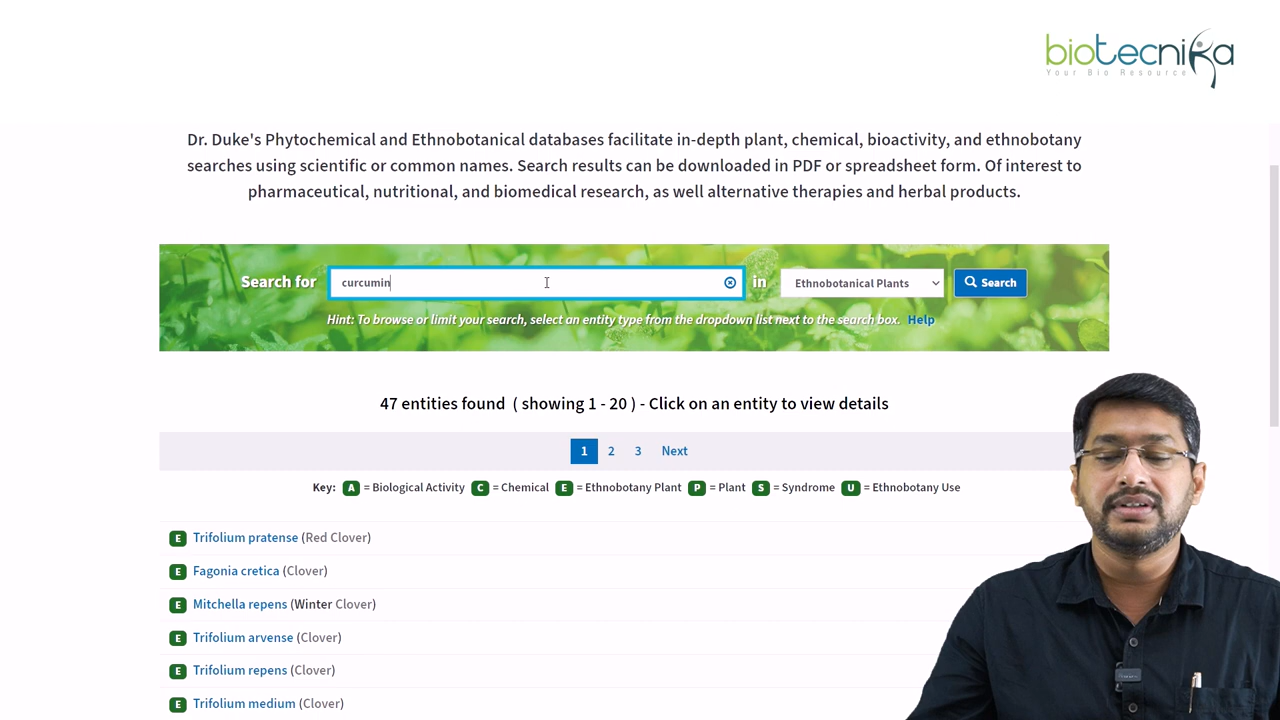 biotecnika
Your Bio Resource
Dr. Duke's Phytochemical and Ethnobotanical databases facilitate in-depth plant, chemical, bioactivity, and ethnobotany
searches using scientific or common names. Search results can be downloaded in PDF or spreadsheet form. Of interest to
pharmaceutical, nutritional, and biomedical research, as well alternative therapies and herbal products.
Search for curcumin in Ethnobotanical Plants Search
Hint: To browse or limit your search, select an entity type from the dropdown list next to the search box. Help
47 entities found ( showing 1 - 20 ) - Click on an entity to view details
1 2 3 Next
Key: A = Biological Activity C = Chemical E = Ethnobotany Plant P = Plant S = Syndrome U = Ethnobotany Use
E Trifolium pratense (Red Clover)
E Fagonia cretica (Clover)
E Mitchella repens (Winter Clover)
E Trifolium arvense (Clover)
E Trifolium repens (Clover)
E Trifolium medium (Clover)